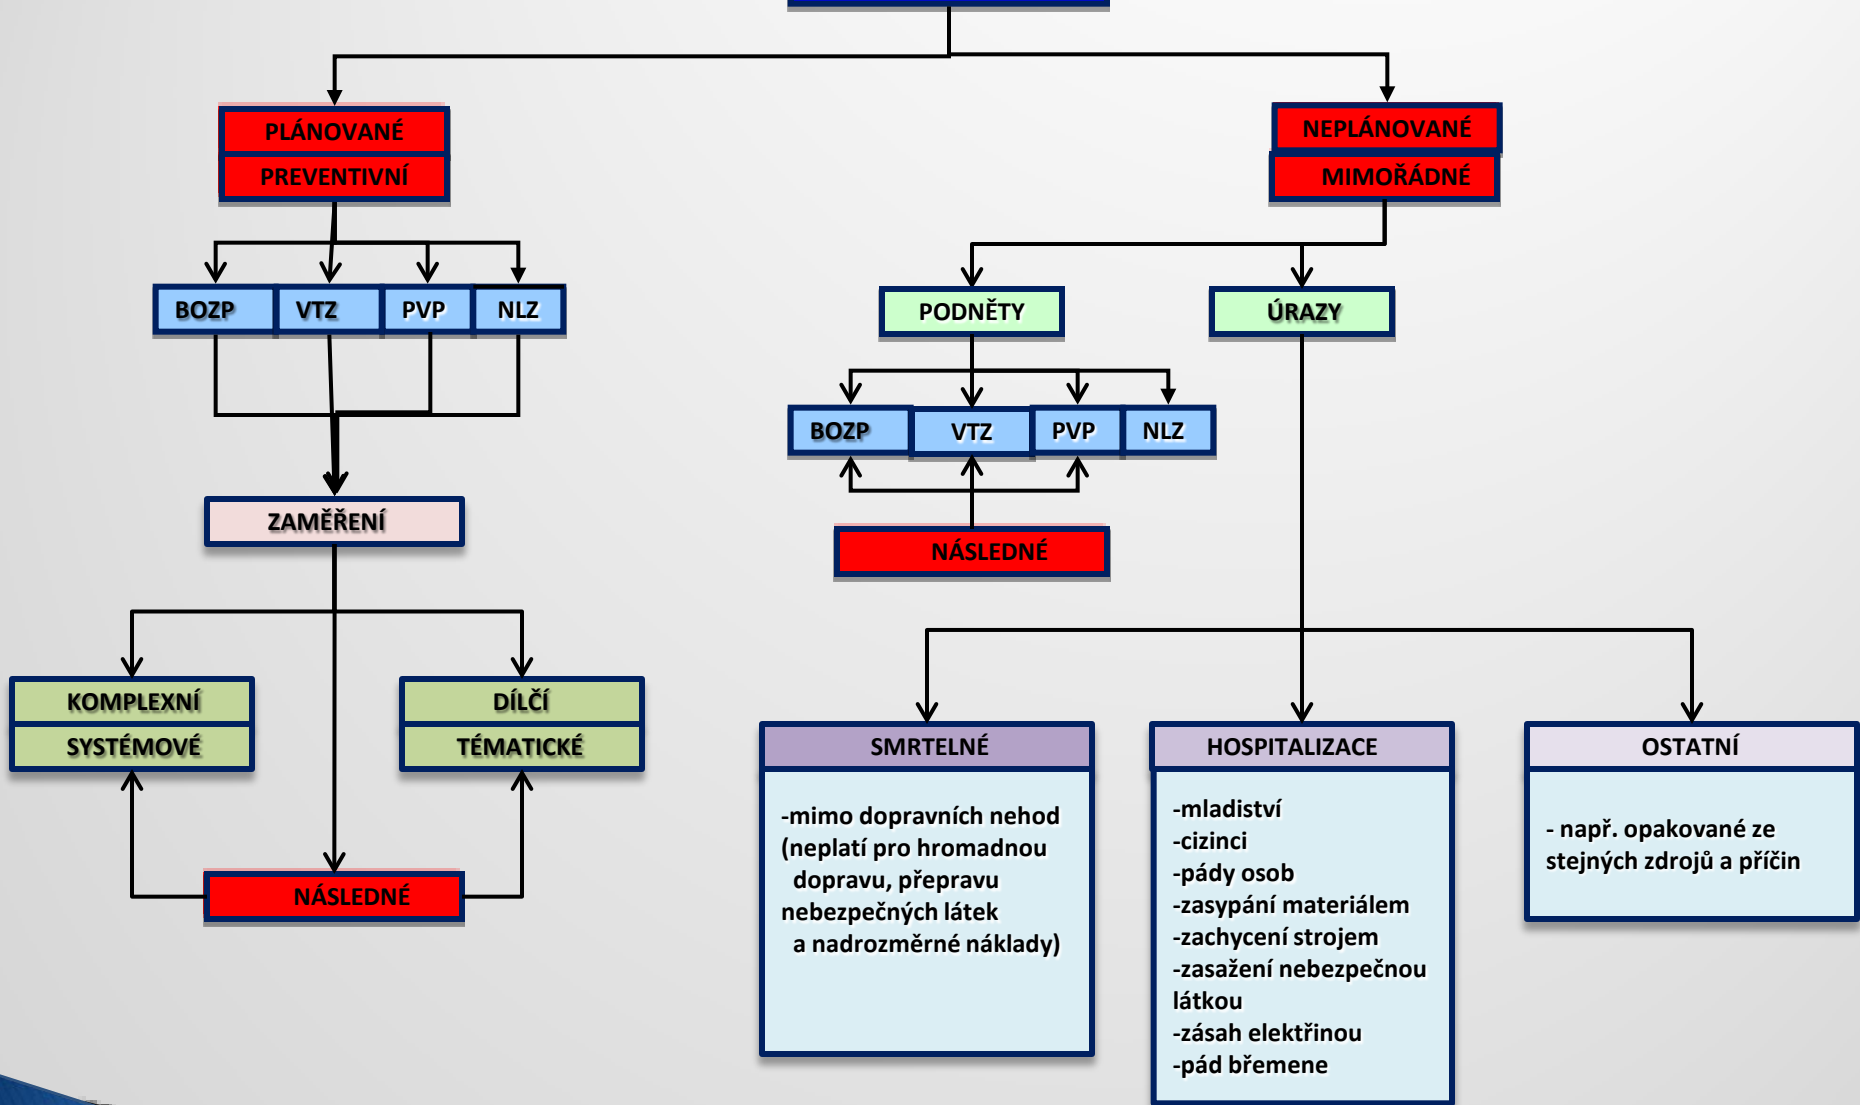 PLÁNOVANÉ
PREVENTIVNÍ
NEPLÁNOVANÉ
MIMOŘÁDNÉ
BOZP
VTZ
PVP
NLZ
PODNĚTY
ÚRAZY
BOZP
VTZ
PVP
NLZ
ZAMĚŘENÍ
NÁSLEDNÉ
KOMPLEXNÍ
SYSTÉMOVÉ
DÍLČÍ
TÉMATICKÉ
NÁSLEDNÉ
SMRTELNÉ
-mimo dopravních nehod
(neplatí pro hromadnou
dopravu, přepravu
nebezpečných látek
a nadrozměrné náklady)
HOSPITALIZACE
-mladiství
-cizinci
-pády osob
-zasypání materiálem
-zachycení strojem
-zasažení nebezpečnou
látkou
-zásah elektřinou
-pád břemene
OSTATNÍ
- např. opakované ze
stejných zdrojů a příčin